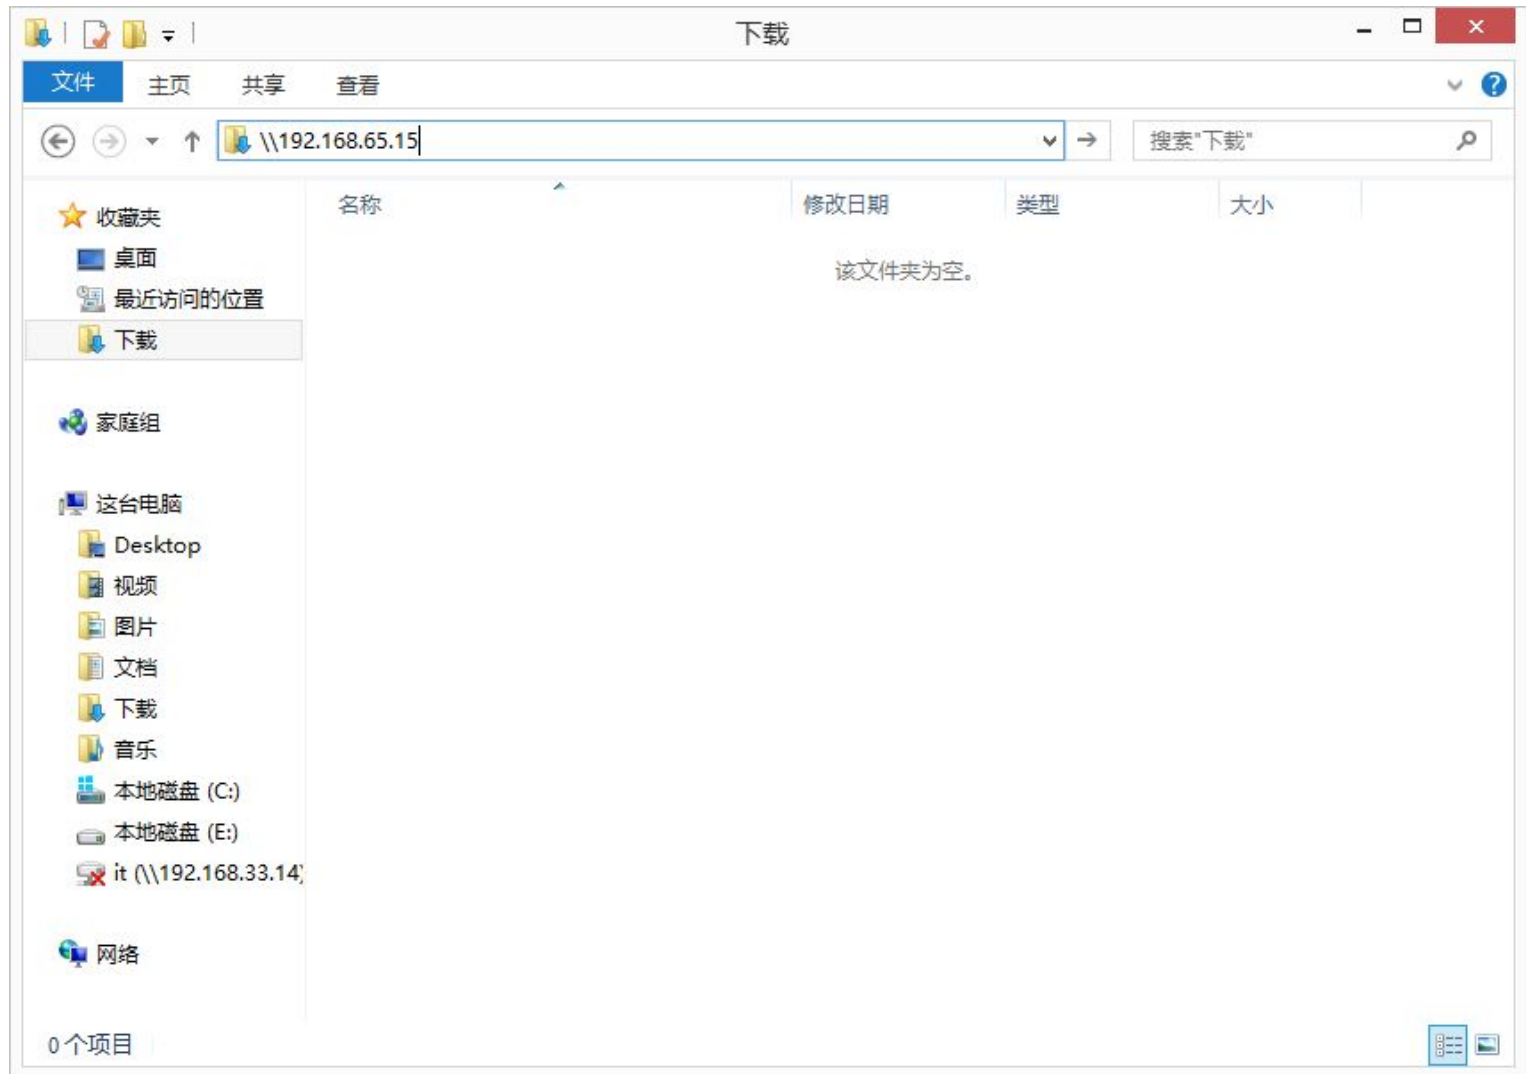 下载
文件 主页 共享 查看
\\192.168.65.15 搜索"下载"
名称 修改日期 类型 大小
该文件夹为空。
收藏夹
桌面
最近访问的位置
下载
家庭组
这台电脑
Desktop
视频
图片
文档
下载
音乐
本地磁盘 (C:)
本地磁盘 (E:)
it (\\192.168.33.14)
网络
0 个项目